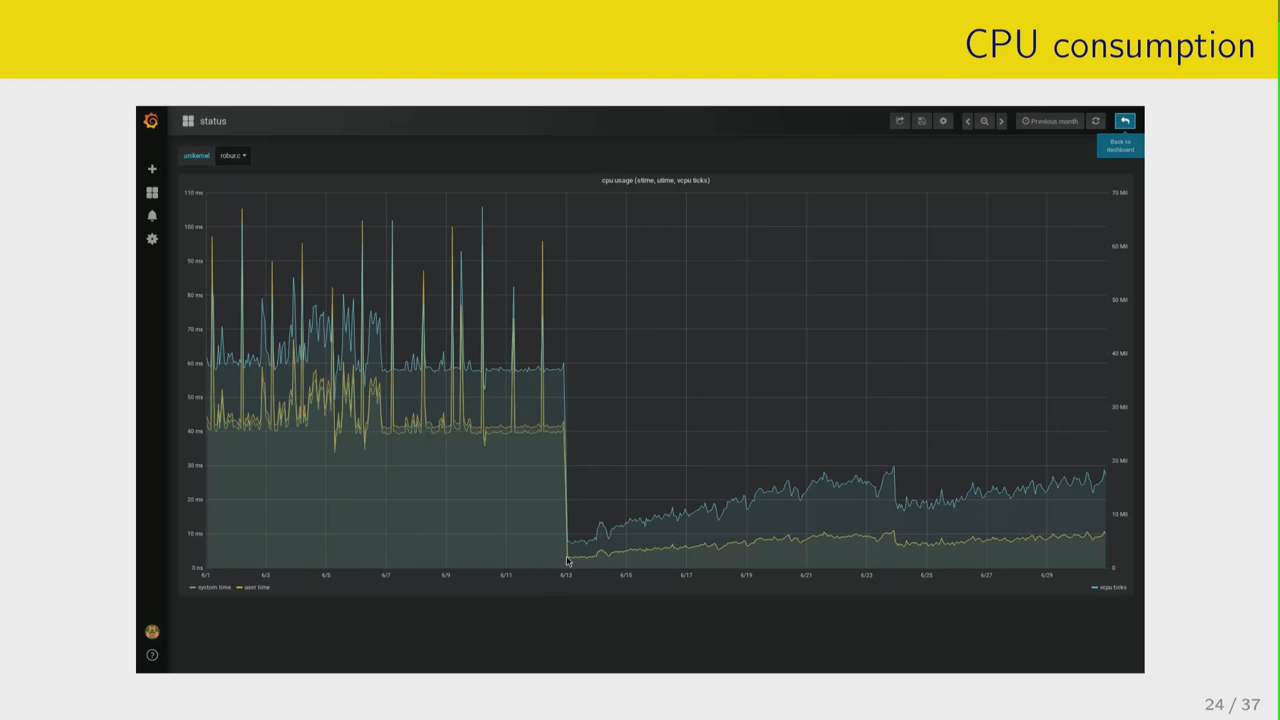 CPU consumption
status
Previous month
Back to
dashboard
unikernel robur.c
cpu usage (stime, utime, vcpu ticks)
110 ms
100 ms
90 ms
80 ms
70 ms
60 ms
50 ms
40 ms
30 ms
20 ms
10 ms
0 ns
70 Mil
60 Mil
50 Mil
40 Mil
30 Mil
20 Mil
10 Mil
0
6/1 6/3 6/5 6/7 6/9 6/11 6/13 6/15 6/17 6/19 6/21 6/23 6/25 6/27 6/29
system time user time vcpu ticks
24 / 37